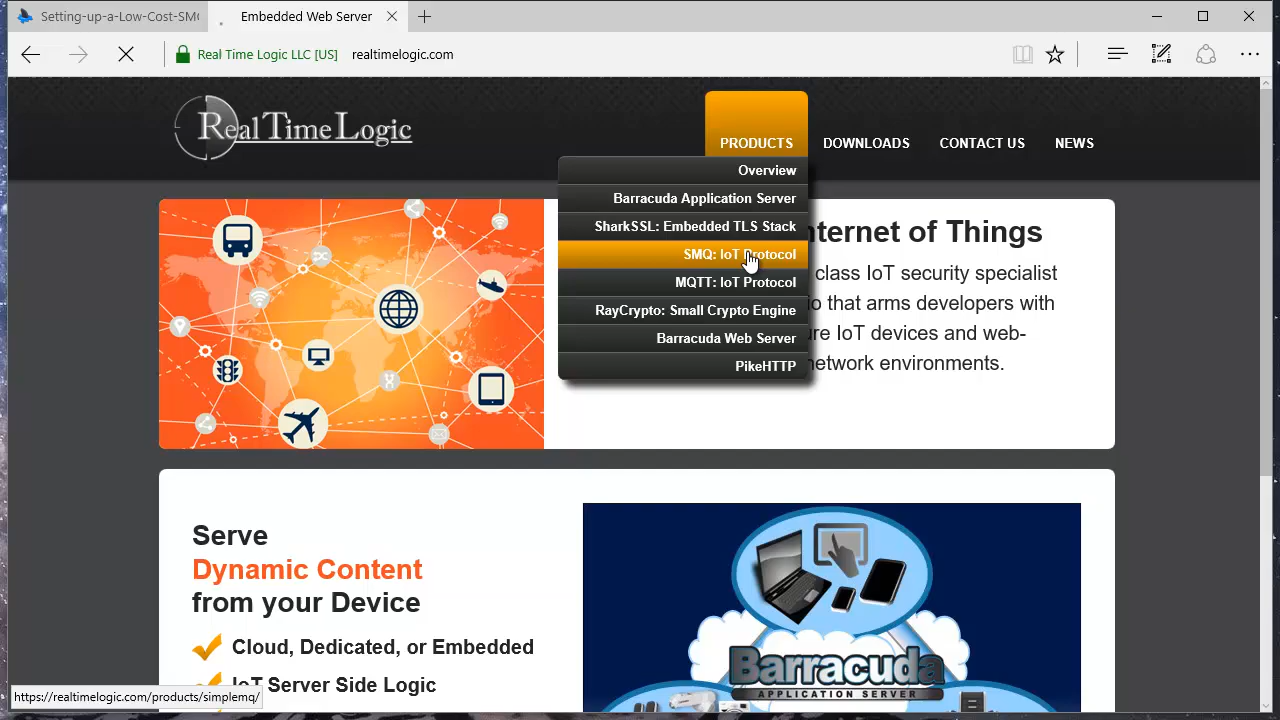 Setting-up-a-Low-Cost-SM
Embedded Web Server
Real Time Logic LLC [US]
realtimelogic.com
Real Time Logic
PRODUCTS
DOWNLOADS
CONTACT US
NEWS
Overview
Barracuda Application Server
SharkSSL: Embedded TLS Stack
SMQ: IoT Protocol
MQTT: IoT Protocol
RayCrypto: Small Crypto Engine
Barracuda Web Server
PikeHTTP
nternet of Things
class IoT security specialist
io that arms developers with
ure IoT devices and web-
network environments.
Serve
Dynamic Content
from your Device
Cloud, Dedicated, or Embedded
IoT Server Side Logic
Barracuda
APPLICATION SERVER
https://realtimelogic.com/products/simplemq/